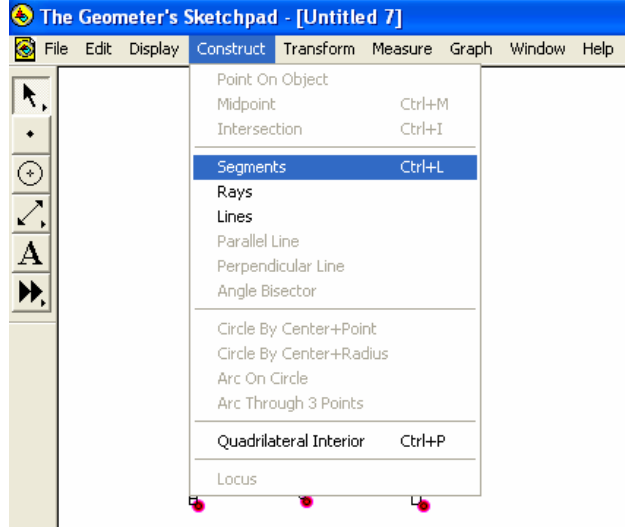 The Geometer's Sketchpad - [Untitled 7]
File Edit Display Construct Transform Measure Graph Window Help
Point On Object
Midpoint Ctrl+M
Intersection Ctrl+I
Segments Ctrl+L
Rays
Lines
Parallel Line
Perpendicular Line
Angle Bisector
Circle By Center+Point
Circle By Center+Radius
Arc On Circle
Arc Through 3 Points
Quadrilateral Interior Ctrl+P
Locus
A